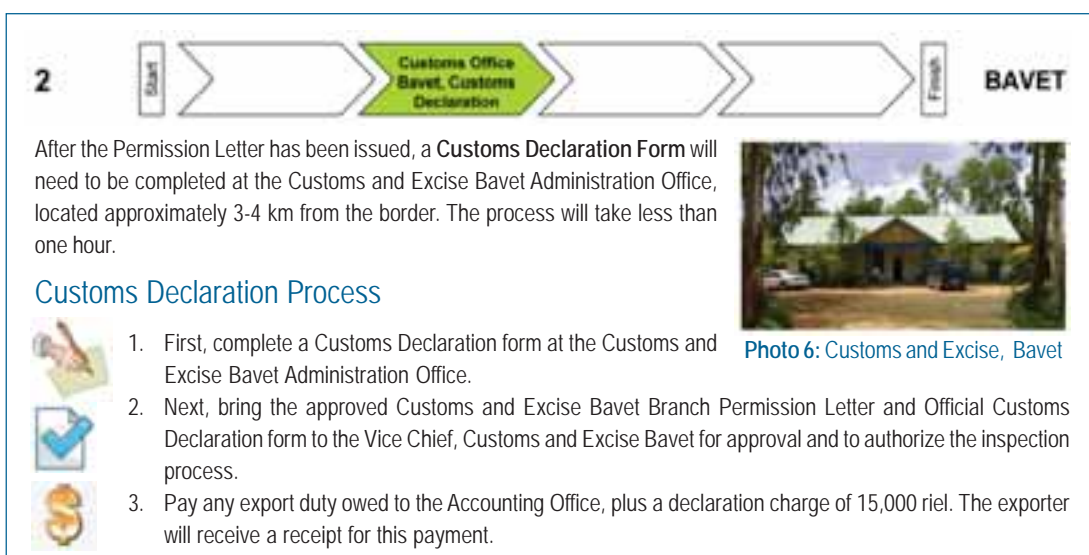 2
Start
Customs Office
Bavet, Customs
Declaration
Finish
BAVET
After the Permission Letter has been issued, a Customs Declaration Form will
need to be completed at the Customs and Excise Bavet Administration Office,
located approximately 3-4 km from the border. The process will take less than
one hour.
Customs Declaration Process
1. First, complete a Customs Declaration form at the Customs and
Excise Bavet Administration Office.
Photo 6: Customs and Excise, Bavet
2. Next, bring the approved Customs and Excise Bavet Branch Permission Letter and Official Customs
Declaration form to the Vice Chief, Customs and Excise Bavet for approval and to authorize the inspection
process.
3. Pay any export duty owed to the Accounting Office, plus a declaration charge of 15,000 riel. The exporter
will receive a receipt for this payment.